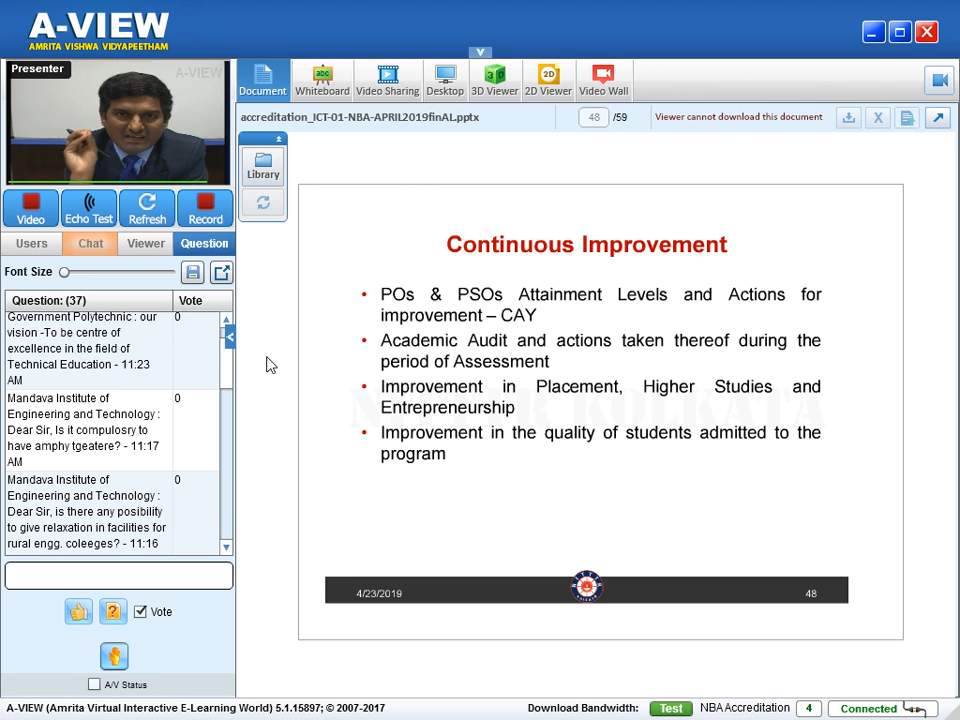 A-VIEW
AMRITA VISHWA VIDYAPEETHAM
Presenter
A-VIEW
Video
Echo Test
Refresh
Record
Users
Chat
Viewer
Question
Font Size
Question: (37)
Vote
Government Polytechnic : our
vision -To be centre of
excellence in the field of
Technical Education - 11:23
AM
0
Mandava Institute of
Engineering and Technology :
Dear Sir, Is it compulosry to
have amphy tgeatere? - 11:17
AM
0
Mandava Institute of
Engineering and Technology :
Dear Sir, is there any posibility
to give relaxation in facilities for
rural engg. coleeges? - 11:16
0
Vote
A/V Status
Document
Whiteboard
Video Sharing
Desktop
3D Viewer
2D Viewer
Video Wall
accreditation_ICT-01-NBA-APRIL2019finAL.pptx
48 /59
Viewer cannot download this document
Library
Continuous Improvement
• POs & PSOs Attainment Levels and Actions for
improvement – CAY
• Academic Audit and actions taken thereof during the
period of Assessment
• Improvement in Placement, Higher Studies and
Entrepreneurship
• Improvement in the quality of students admitted to the
program
4/23/2019
48
A-VIEW (Amrita Virtual Interactive E-Learning World) 5.1.15897; © 2007-2017
Download Bandwidth:
Test
NBA Accreditation
4
Connected